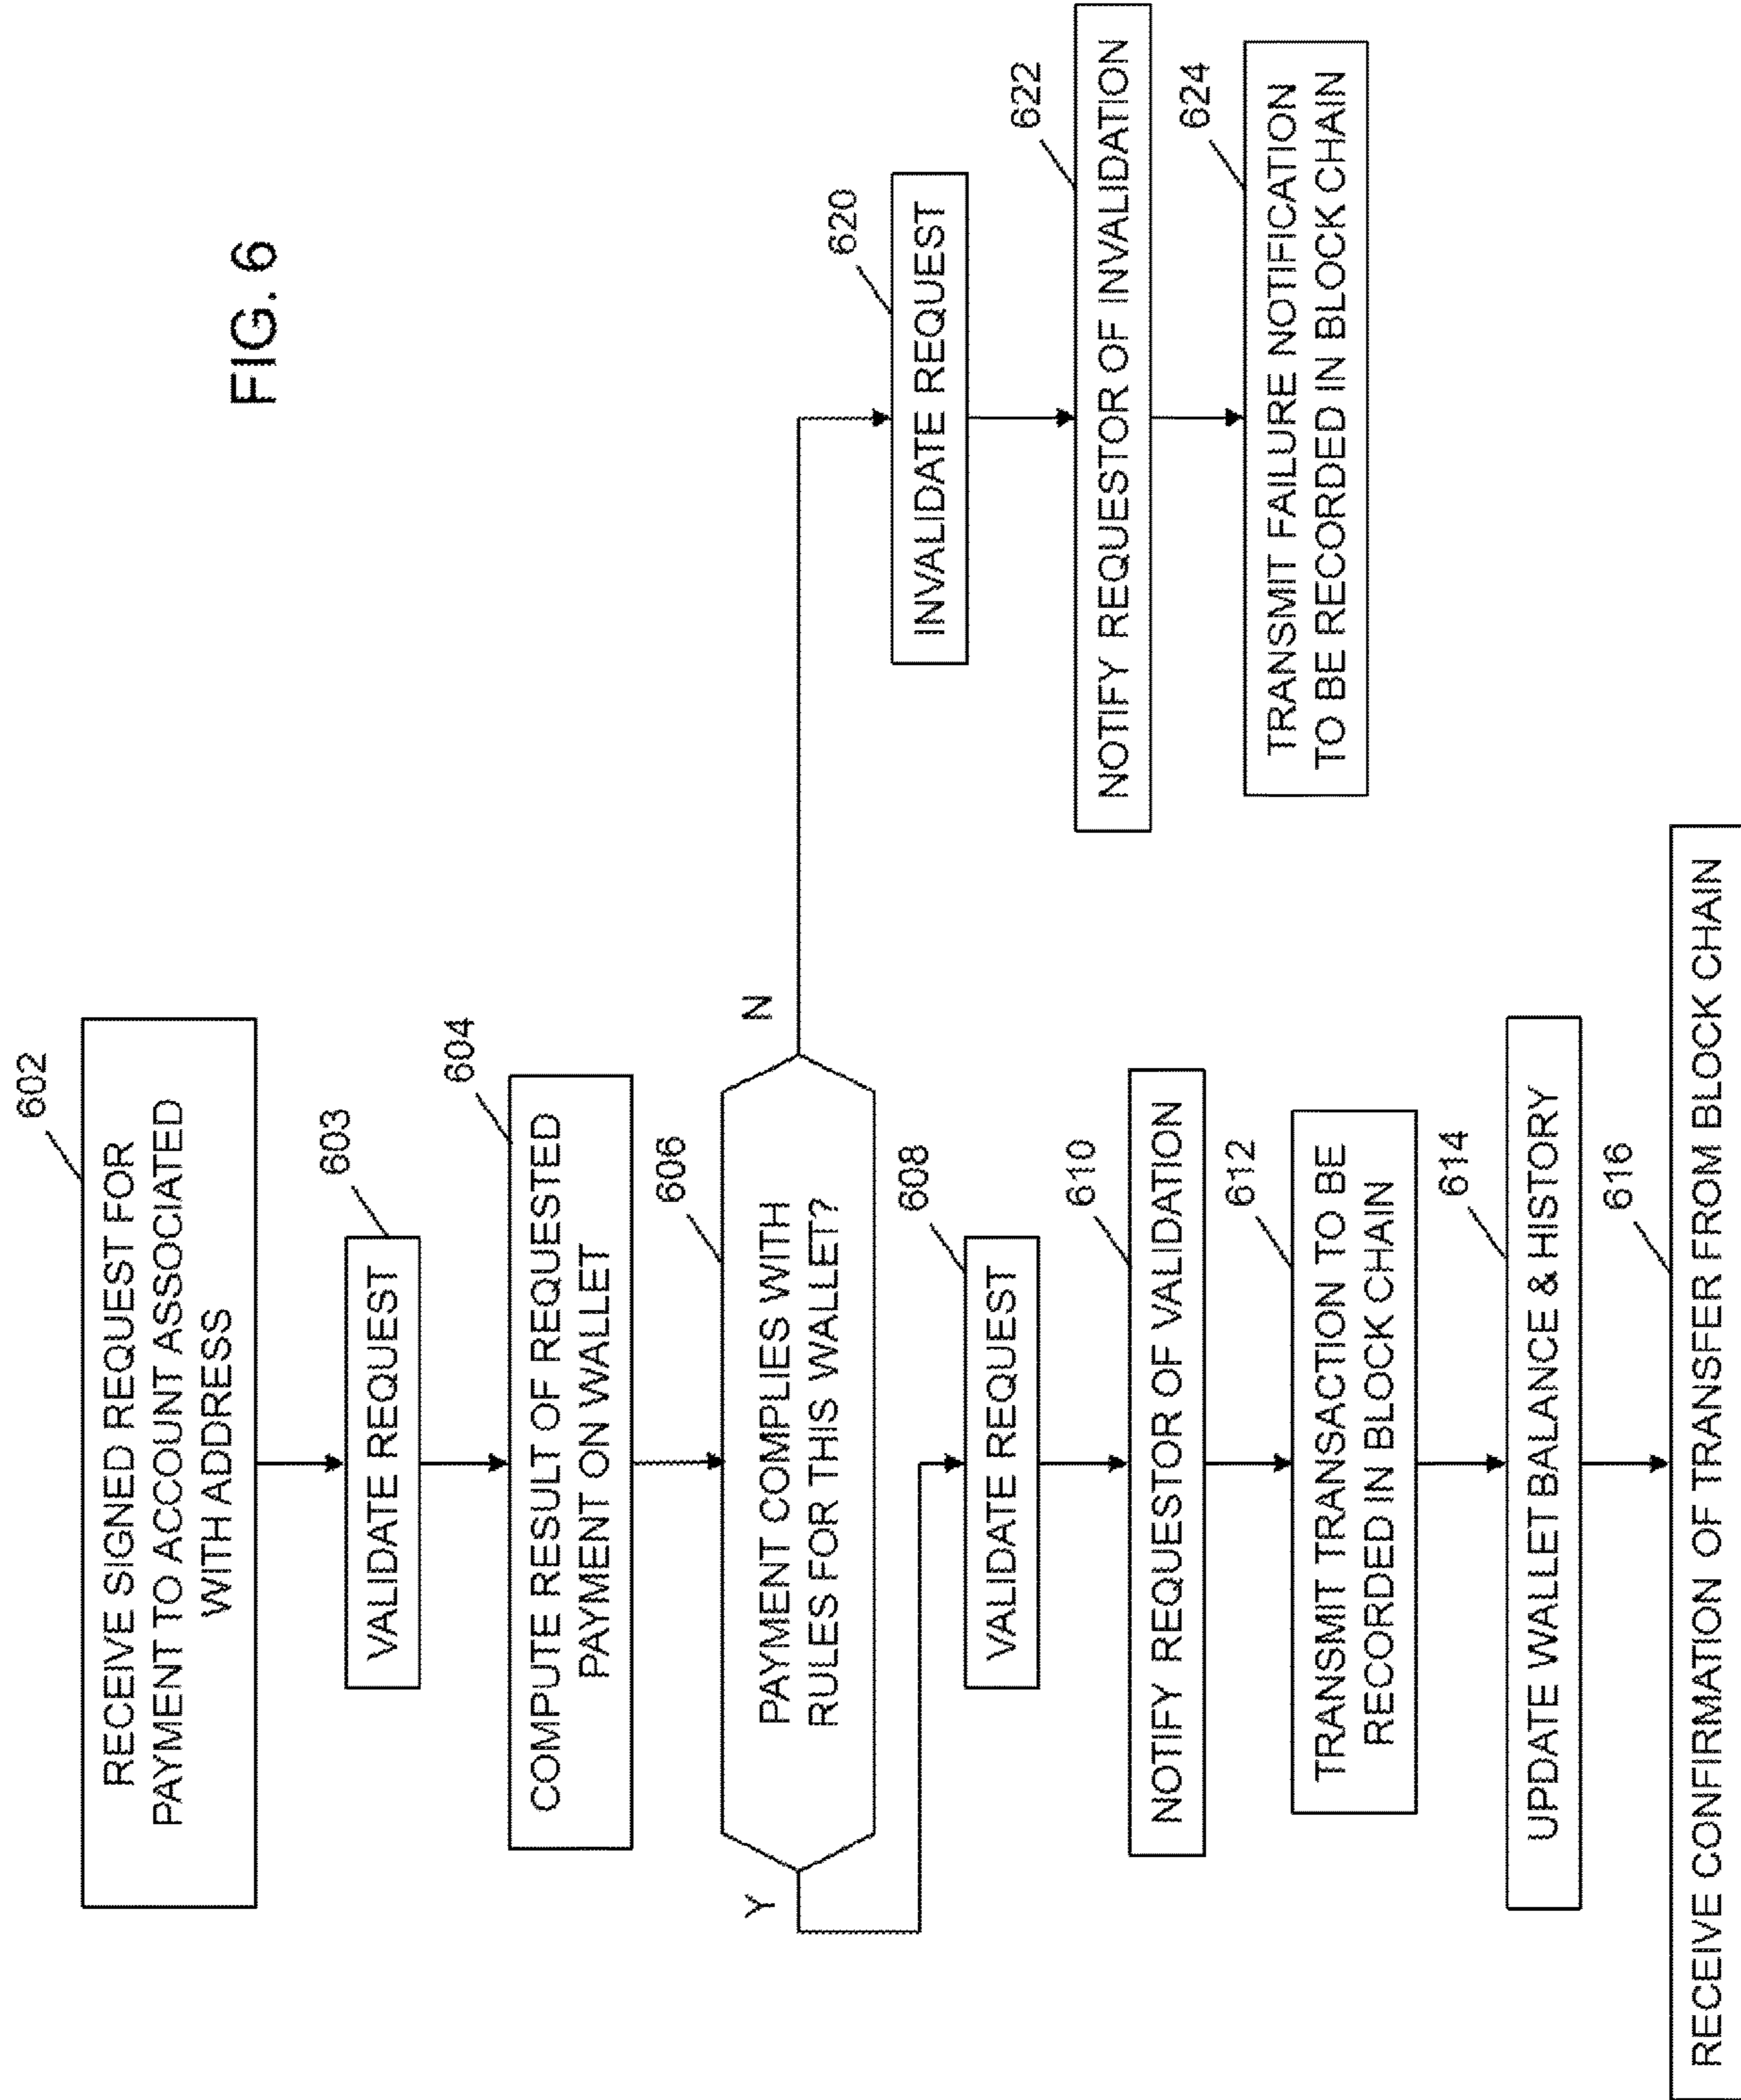 FIG. 6
602
RECEIVE SIGNED REQUEST FOR
PAYMENT TO ACCOUNT ASSOCIATED
WITH ADDRESS
603
VALIDATE REQUEST
604
COMPUTE RESULT OF REQUESTED
PAYMENT ON WALLET
606
PAYMENT COMPLIES WITH
RULES FOR THIS WALLET?
Y
N
608
VALIDATE REQUEST
610
NOTIFY REQUESTOR OF VALIDATION
612
TRANSMIT TRANSACTION TO BE
RECORDED IN BLOCK CHAIN
614
UPDATE WALLET BALANCE & HISTORY
616
RECEIVE CONFIRMATION OF TRANSFER FROM BLOCK CHAIN
620
INVALIDATE REQUEST
622
NOTIFY REQUESTOR OF INVALIDATION
624
TRANSMIT FAILURE NOTIFICATION
TO BE RECORDED IN BLOCK CHAIN